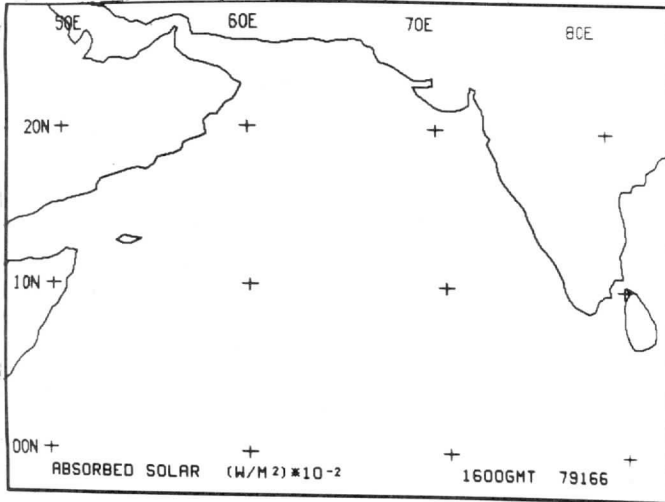 50E 60E 70E 80E
20N
10N
00N
ABSORBED SOLAR (W/M²)*10⁻² 1600GMT 79166